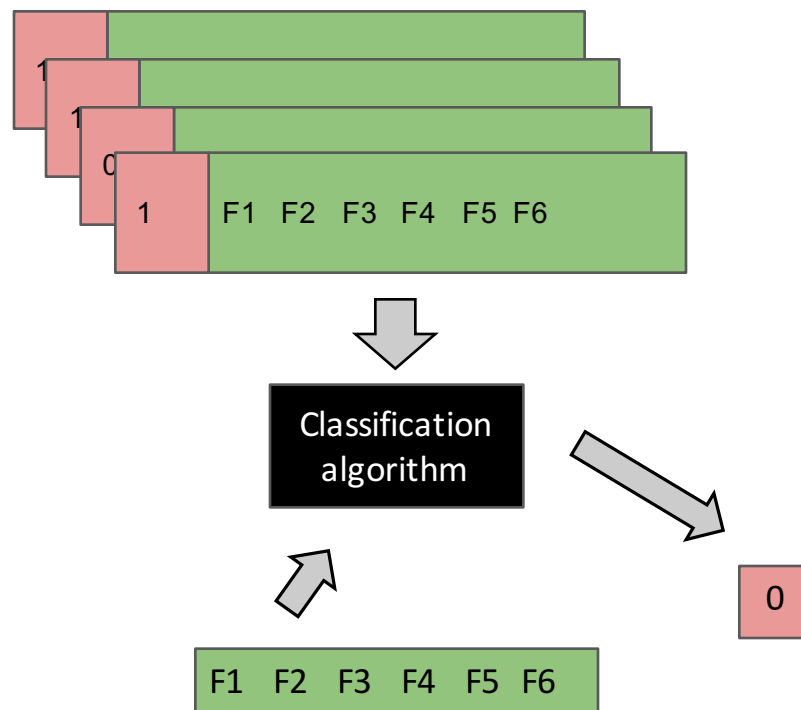 1
1
0
1 F1 F2 F3 F4 F5 F6
Classification
algorithm
0
F1 F2 F3 F4 F5 F6